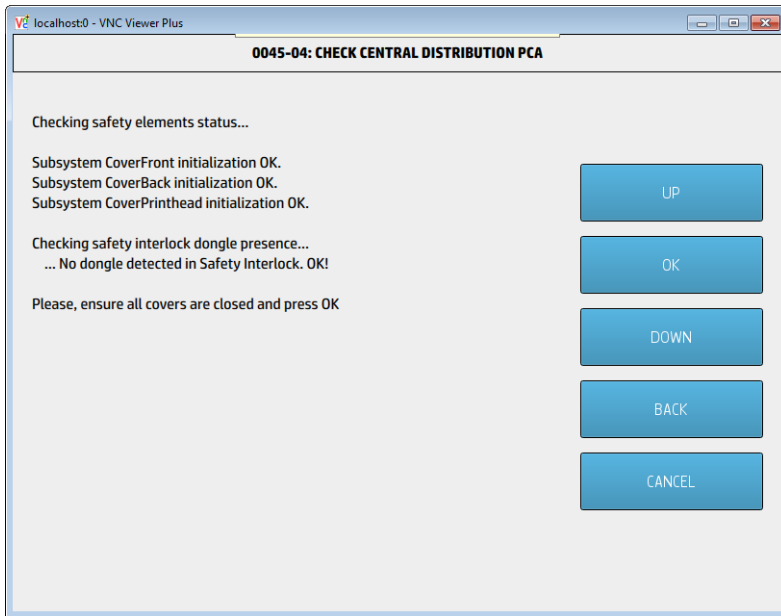 localhost:0 - VNC Viewer Plus
0045-04: CHECK CENTRAL DISTRIBUTION PCA
Checking safety elements status...
Subsystem CoverFront initialization OK.
Subsystem CoverBack initialization OK.
Subsystem CoverPrinthead initialization OK.
Checking safety interlock dongle presence...
... No dongle detected in Safety Interlock. OK!
Please, ensure all covers are closed and press OK
UP
OK
DOWN
BACK
CANCEL